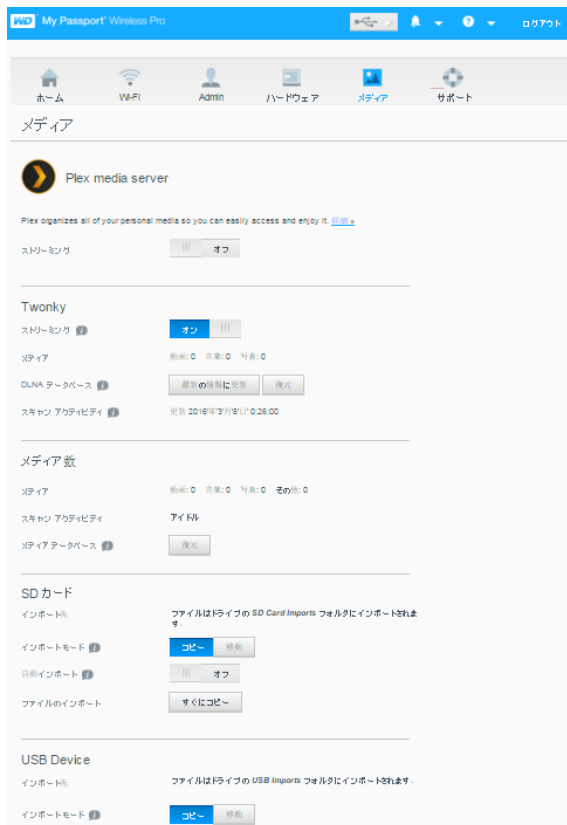 WD My Passport® Wireless Pro
ログアウト
ホーム
Wi-Fi
Admin
ハードウェア
メディア
サポート
メディア
Plex media server
Plex organizes all of your personal media so you can easily access and enjoy it. 詳細 »
ストリーミング
オフ
Twonky
ストリーミング
オン
メディア
動画: 0 音楽: 0 写真: 0
DLNA データベース
最新の情報に更新
復元
スキャン アクティビティ
更新 2016'年'3'月'8'日' 0:26:00
メディア数
メディア
動画: 0 音楽: 0 写真: 0 その他: 0
スキャン アクティビティ
アイドル
メディア データベース
復元
SD カード
インポート先
ファイルはドライブの SD Card Imports フォルダにインポートされま
す.
インポートモード
コピー
移動
自動インポート
オフ
ファイルのインポート
すぐにコピー
USB Device
インポート先
ファイルはドライブの USB Imports フォルダにインポートされます.
インポートモード
コピー
移動